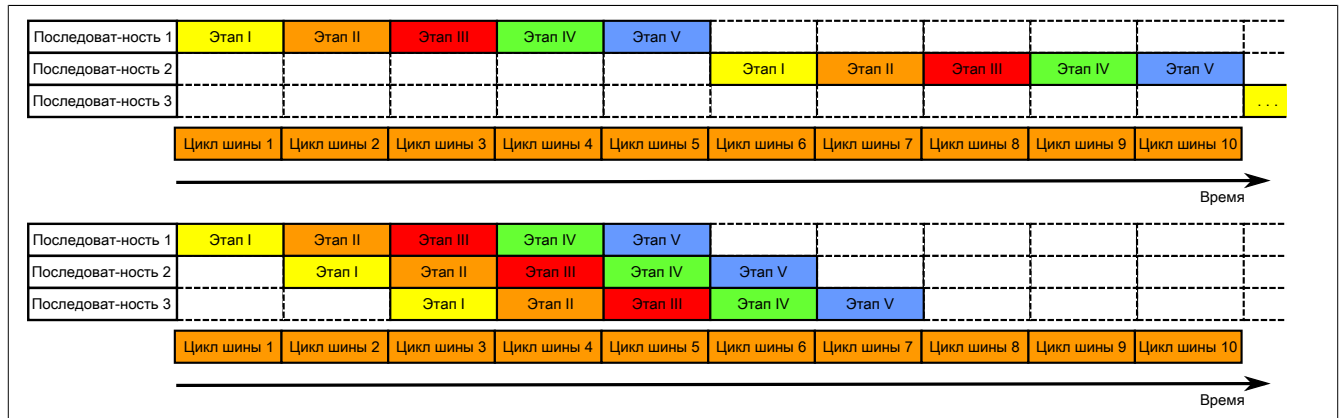 Последоват-ность 1 Этап I Этап II Этап III Этап IV Этап V
Последоват-ность 2 Этап I Этап II Этап III Этап IV Этап V
Последоват-ность 3 . . .
Цикл шины 1 Цикл шины 2 Цикл шины 3 Цикл шины 4 Цикл шины 5 Цикл шины 6 Цикл шины 7 Цикл шины 8 Цикл шины 9 Цикл шины 10
Время
Последоват-ность 1 Этап I Этап II Этап III Этап IV Этап V
Последоват-ность 2 Этап I Этап II Этап III Этап IV Этап V
Последоват-ность 3 Этап I Этап II Этап III Этап IV Этап V
Цикл шины 1 Цикл шины 2 Цикл шины 3 Цикл шины 4 Цикл шины 5 Цикл шины 6 Цикл шины 7 Цикл шины 8 Цикл шины 9 Цикл шины 10
Время